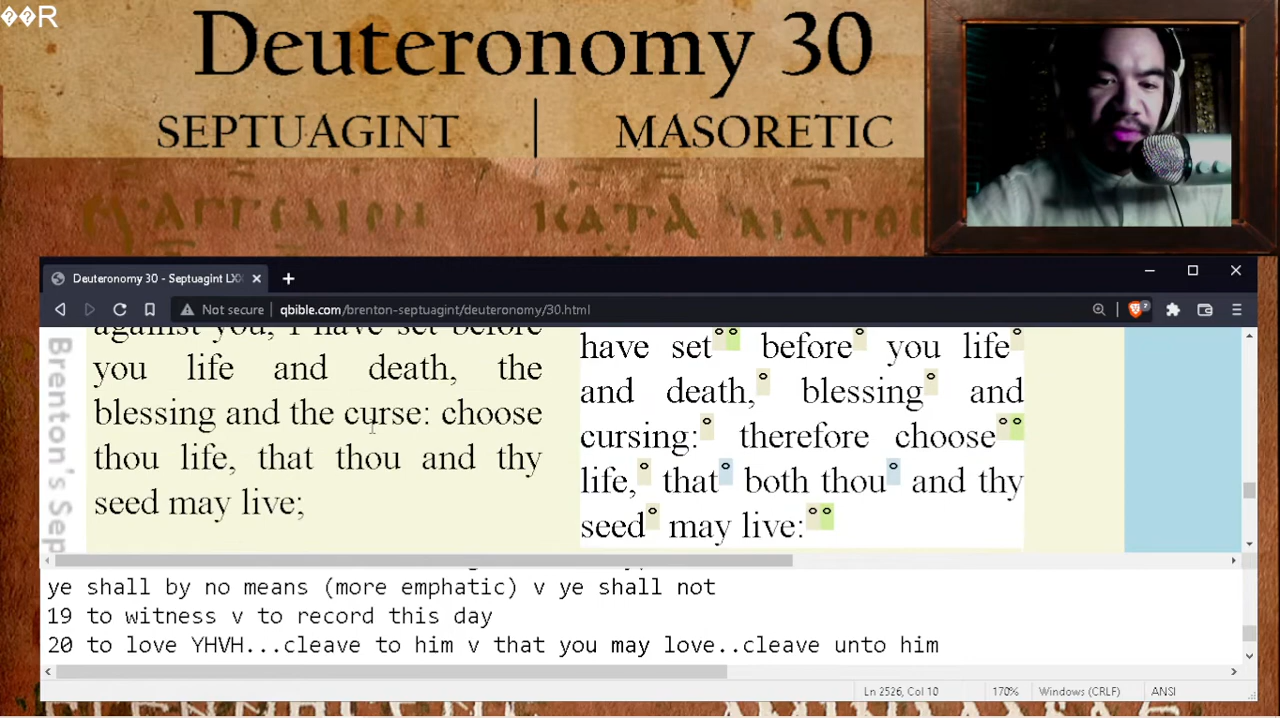 ��R
Deuteronomy 30
SEPTUAGINT | MASORETIC
Deuteronomy 30 - Septuagint LX
Not secure | qbible.com/brenton-septuagint/deuteronomy/30.html
Brenton's Sep
against you, I have set before
you life and death, the
blessing and the curse: choose
thou life, that thou and thy
seed may live;
have set°° before° you life°
and death,° blessing° and
cursing:° therefore choose°°
life,° that° both thou° and thy
seed° may live:°°
ye shall by no means (more emphatic) v ye shall not
19 to witness v to record this day
20 to love YHVH...cleave to him v that you may love..cleave unto him
Ln 2526, Col 10
170%
Windows (CRLF)
ANSI